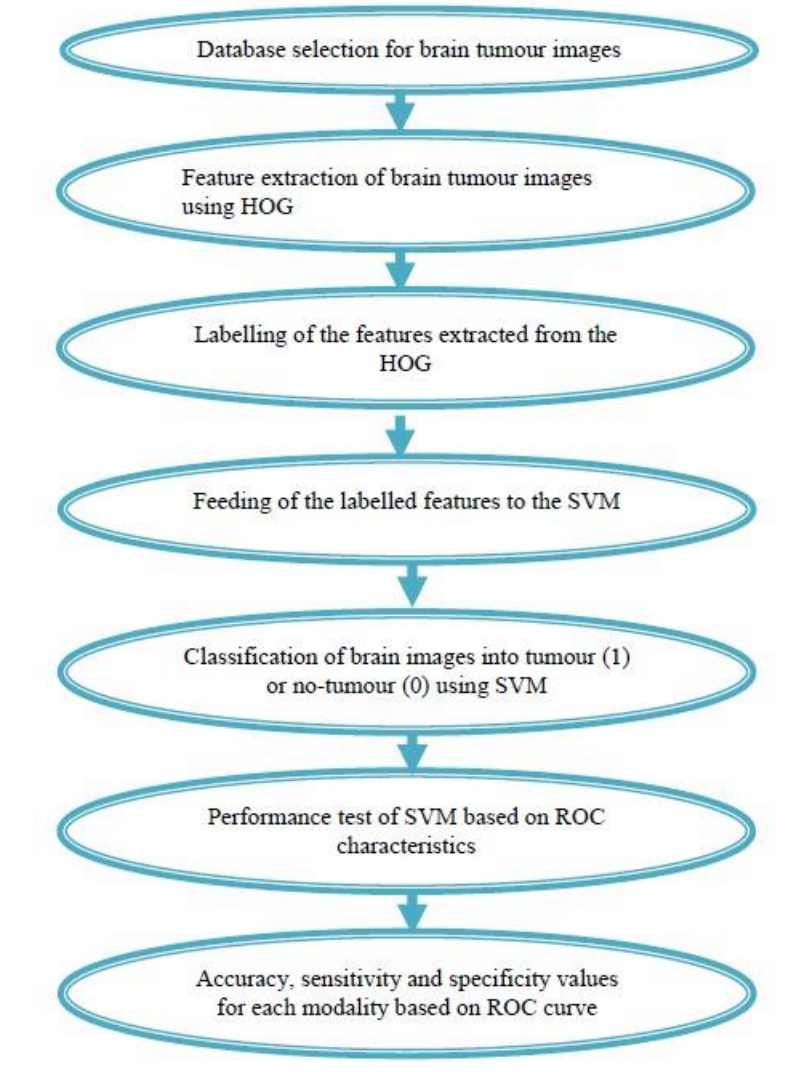 Database selection for brain tumour images
Feature extraction of brain tumour images
using HOG
Labelling of the features extracted from the
HOG
Feeding of the labelled features to the SVM
Classification of brain images into tumour (1)
or no-tumour (0) using SVM
Performance test of SVM based on ROC
characteristics
Accuracy, sensitivity and specificity values
for each modality based on ROC curve